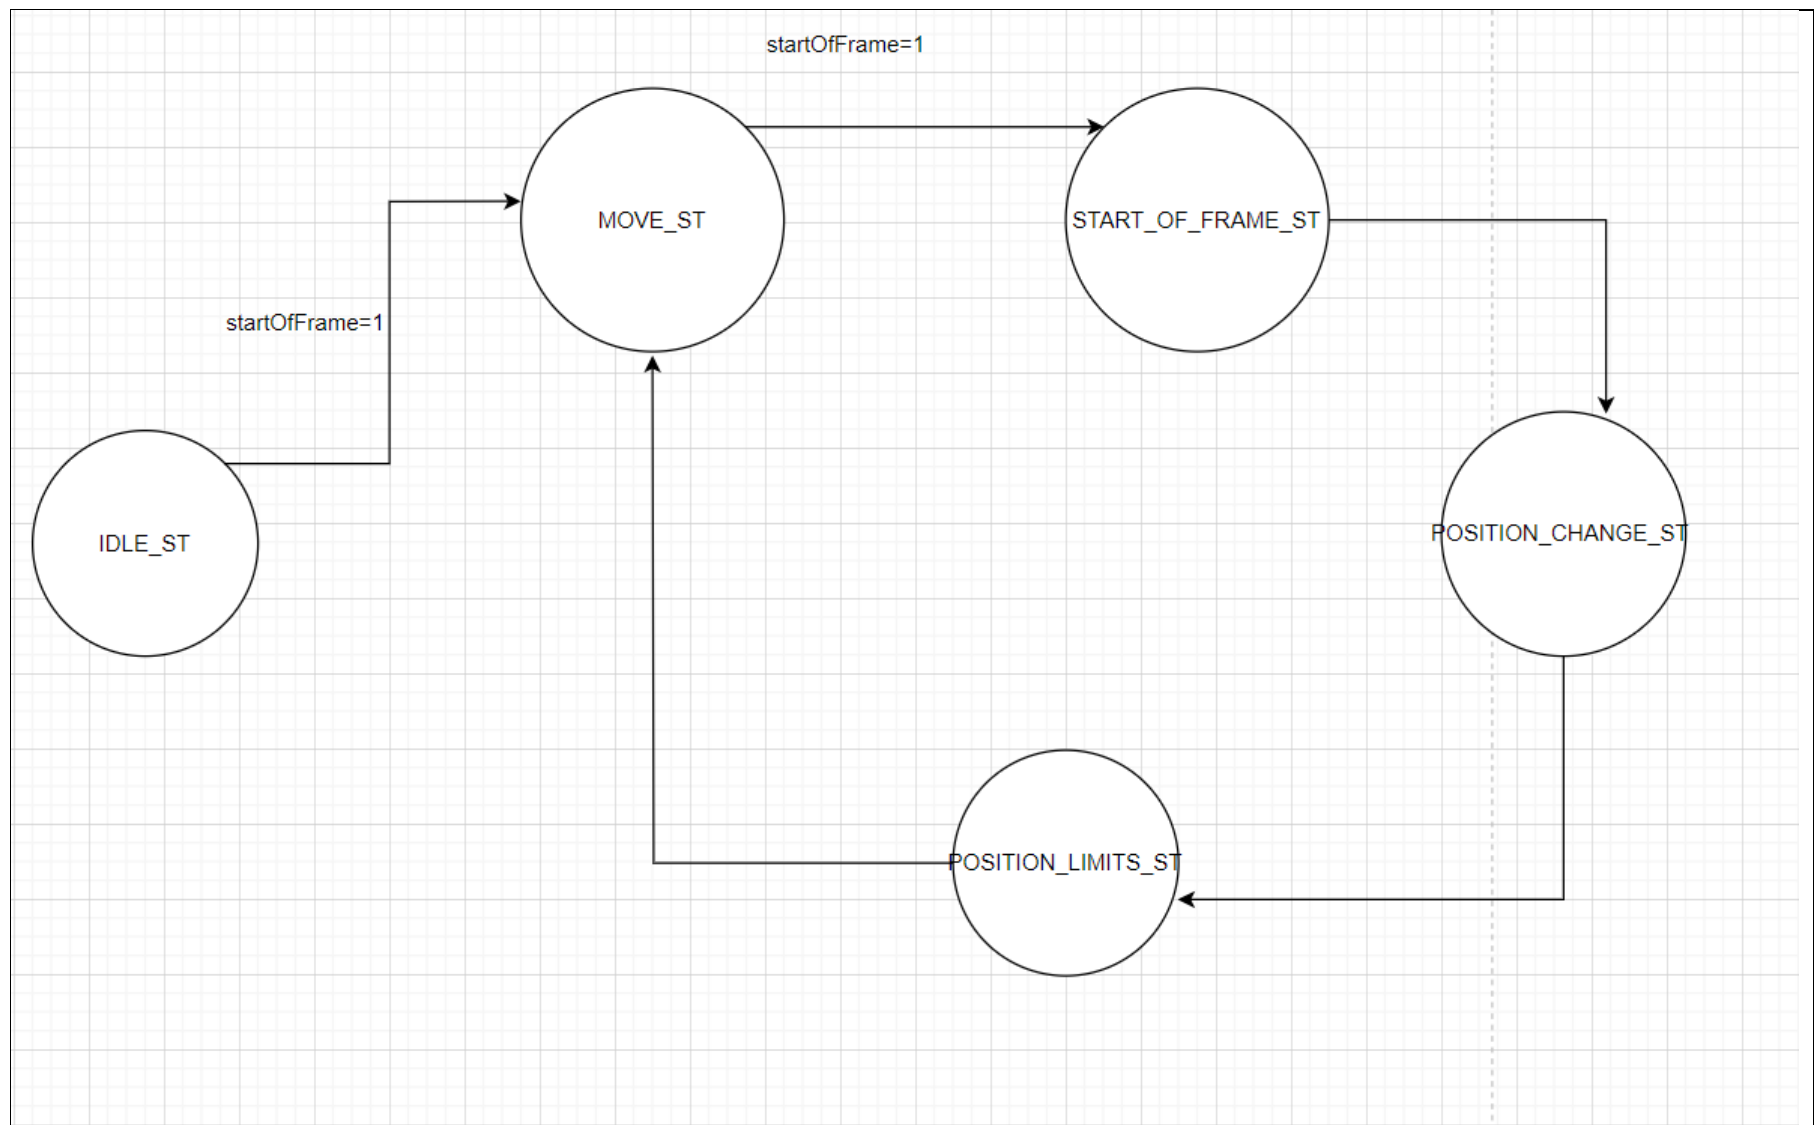 startOfFrame=1
MOVE_ST
START_OF_FRAME_ST
startOfFrame=1
IDLE_ST
POSITION_CHANGE_ST
POSITION_LIMITS_ST